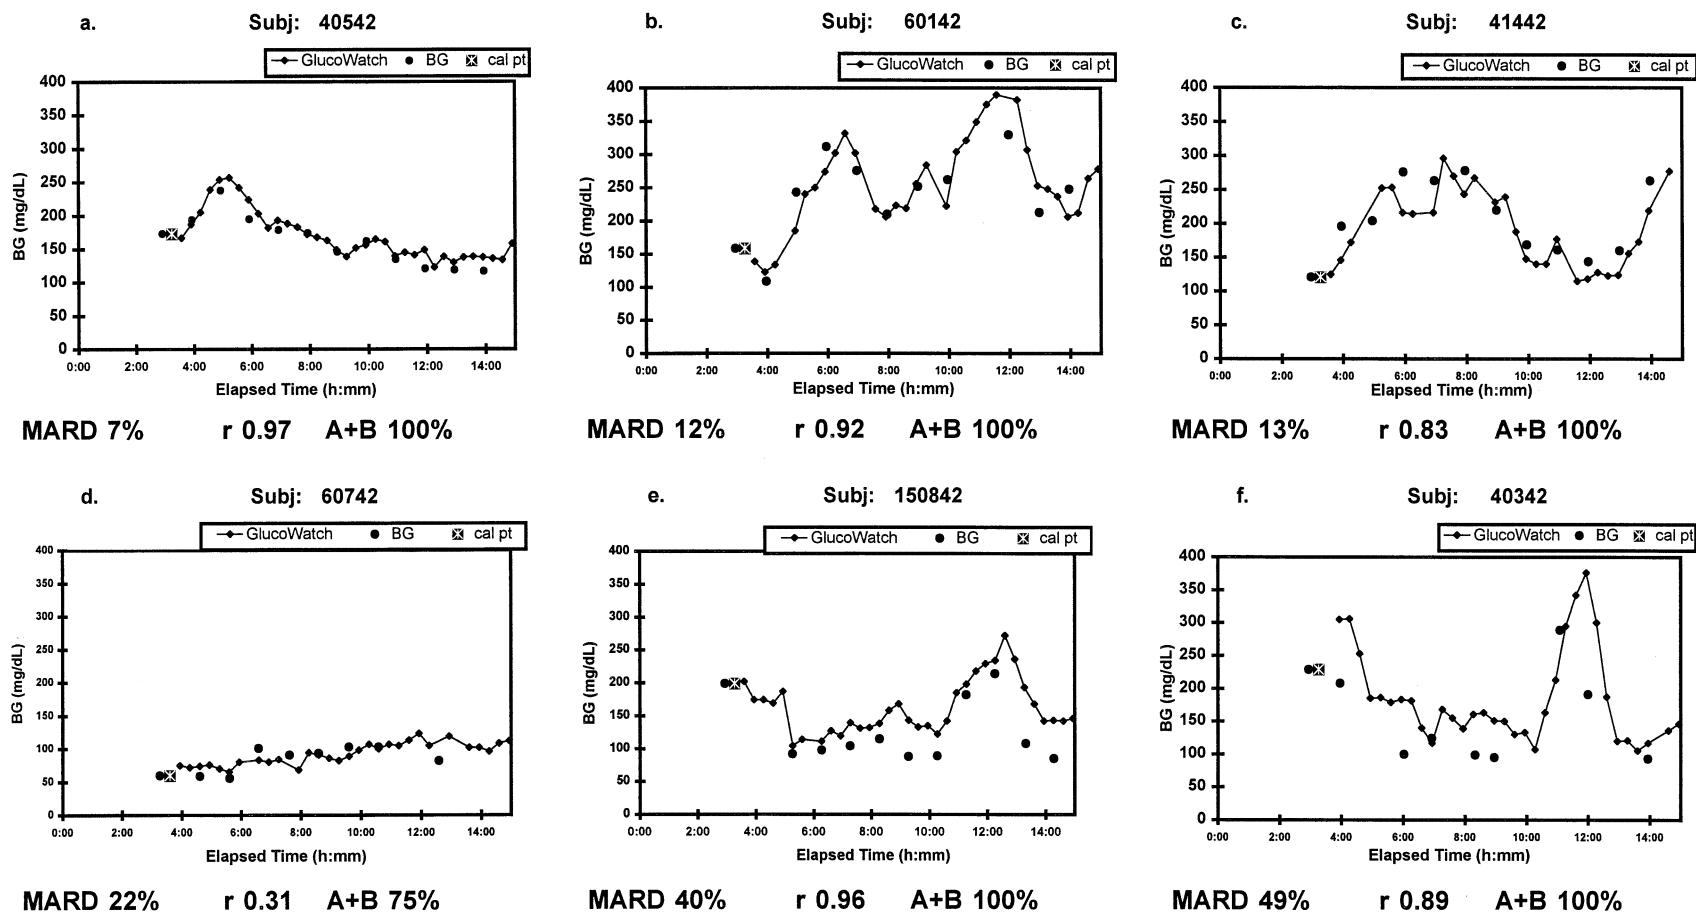 a. Subj: 40542
GlucoWatch BG cal pt
400
350
300
250
200
150
100
50
0
BG (mg/dL)
0:00 2:00 4:00 6:00 8:00 10:00 12:00 14:00
Elapsed Time (h:mm)
MARD 7% r 0.97 A+B 100%
b. Subj: 60142
GlucoWatch BG cal pt
400
350
300
250
200
150
100
50
0
BG (mg/dL)
0:00 2:00 4:00 6:00 8:00 10:00 12:00 14:00
Elapsed Time (h:mm)
MARD 12% r 0.92 A+B 100%
c. Subj: 41442
GlucoWatch BG cal pt
400
350
300
250
200
150
100
50
0
BG (mg/dL)
0:00 2:00 4:00 6:00 8:00 10:00 12:00 14:00
Elapsed Time (h:mm)
MARD 13% r 0.83 A+B 100%
d. Subj: 60742
GlucoWatch BG cal pt
400
350
300
250
200
150
100
50
0
BG (mg/dL)
0:00 2:00 4:00 6:00 8:00 10:00 12:00 14:00
Elapsed Time (h:mm)
MARD 22% r 0.31 A+B 75%
e. Subj: 150842
GlucoWatch BG cal pt
400
350
300
250
200
150
100
50
0
BG (mg/dL)
0:00 2:00 4:00 6:00 8:00 10:00 12:00 14:00
Elapsed Time (h:mm)
MARD 40% r 0.96 A+B 100%
f. Subj: 40342
GlucoWatch BG cal pt
400
350
300
250
200
150
100
50
0
BG (mg/dL)
0:00 2:00 4:00 6:00 8:00 10:00 12:00 14:00
Elapsed Time (h:mm)
MARD 49% r 0.89 A+B 100%